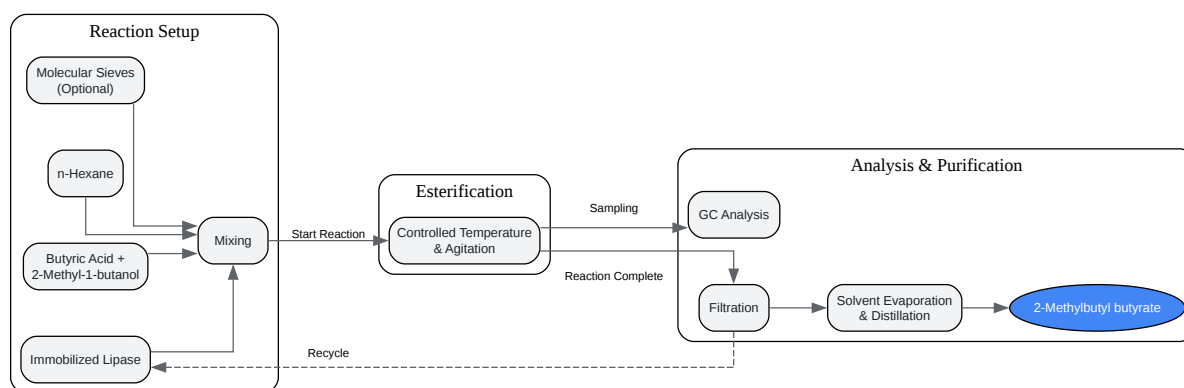 Reaction Setup
Molecular Sieves
(Optional)
n-Hexane
Butyric Acid +
2-Methyl-1-butanol
Immobilized Lipase
Mixing
Start Reaction
Esterification
Controlled Temperature
& Agitation
Sampling
Reaction Complete
Recycle
Analysis & Purification
GC Analysis
Filtration
Solvent Evaporation
& Distillation
2-Methylbutyl butyrate